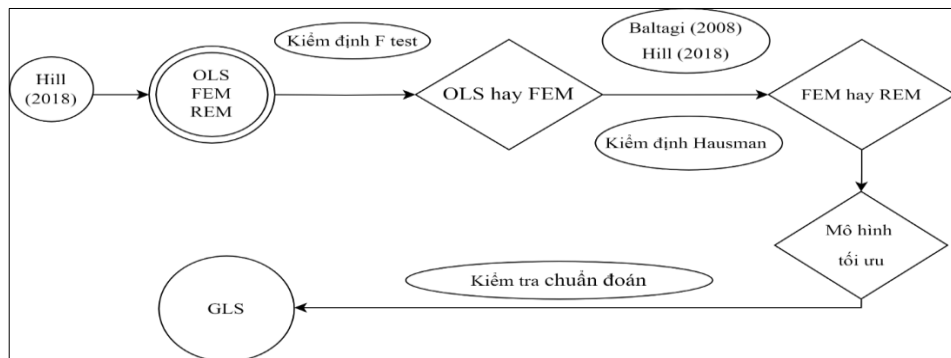 Hill
(2018)
OLS
FEM
REM
Kiểm định F test
OLS hay FEM
Baltagi (2008)
Hill (2018)
Kiểm định Hausman
FEM hay REM
Mô hình
tối ưu
Kiểm tra chuẩn đoán
GLS